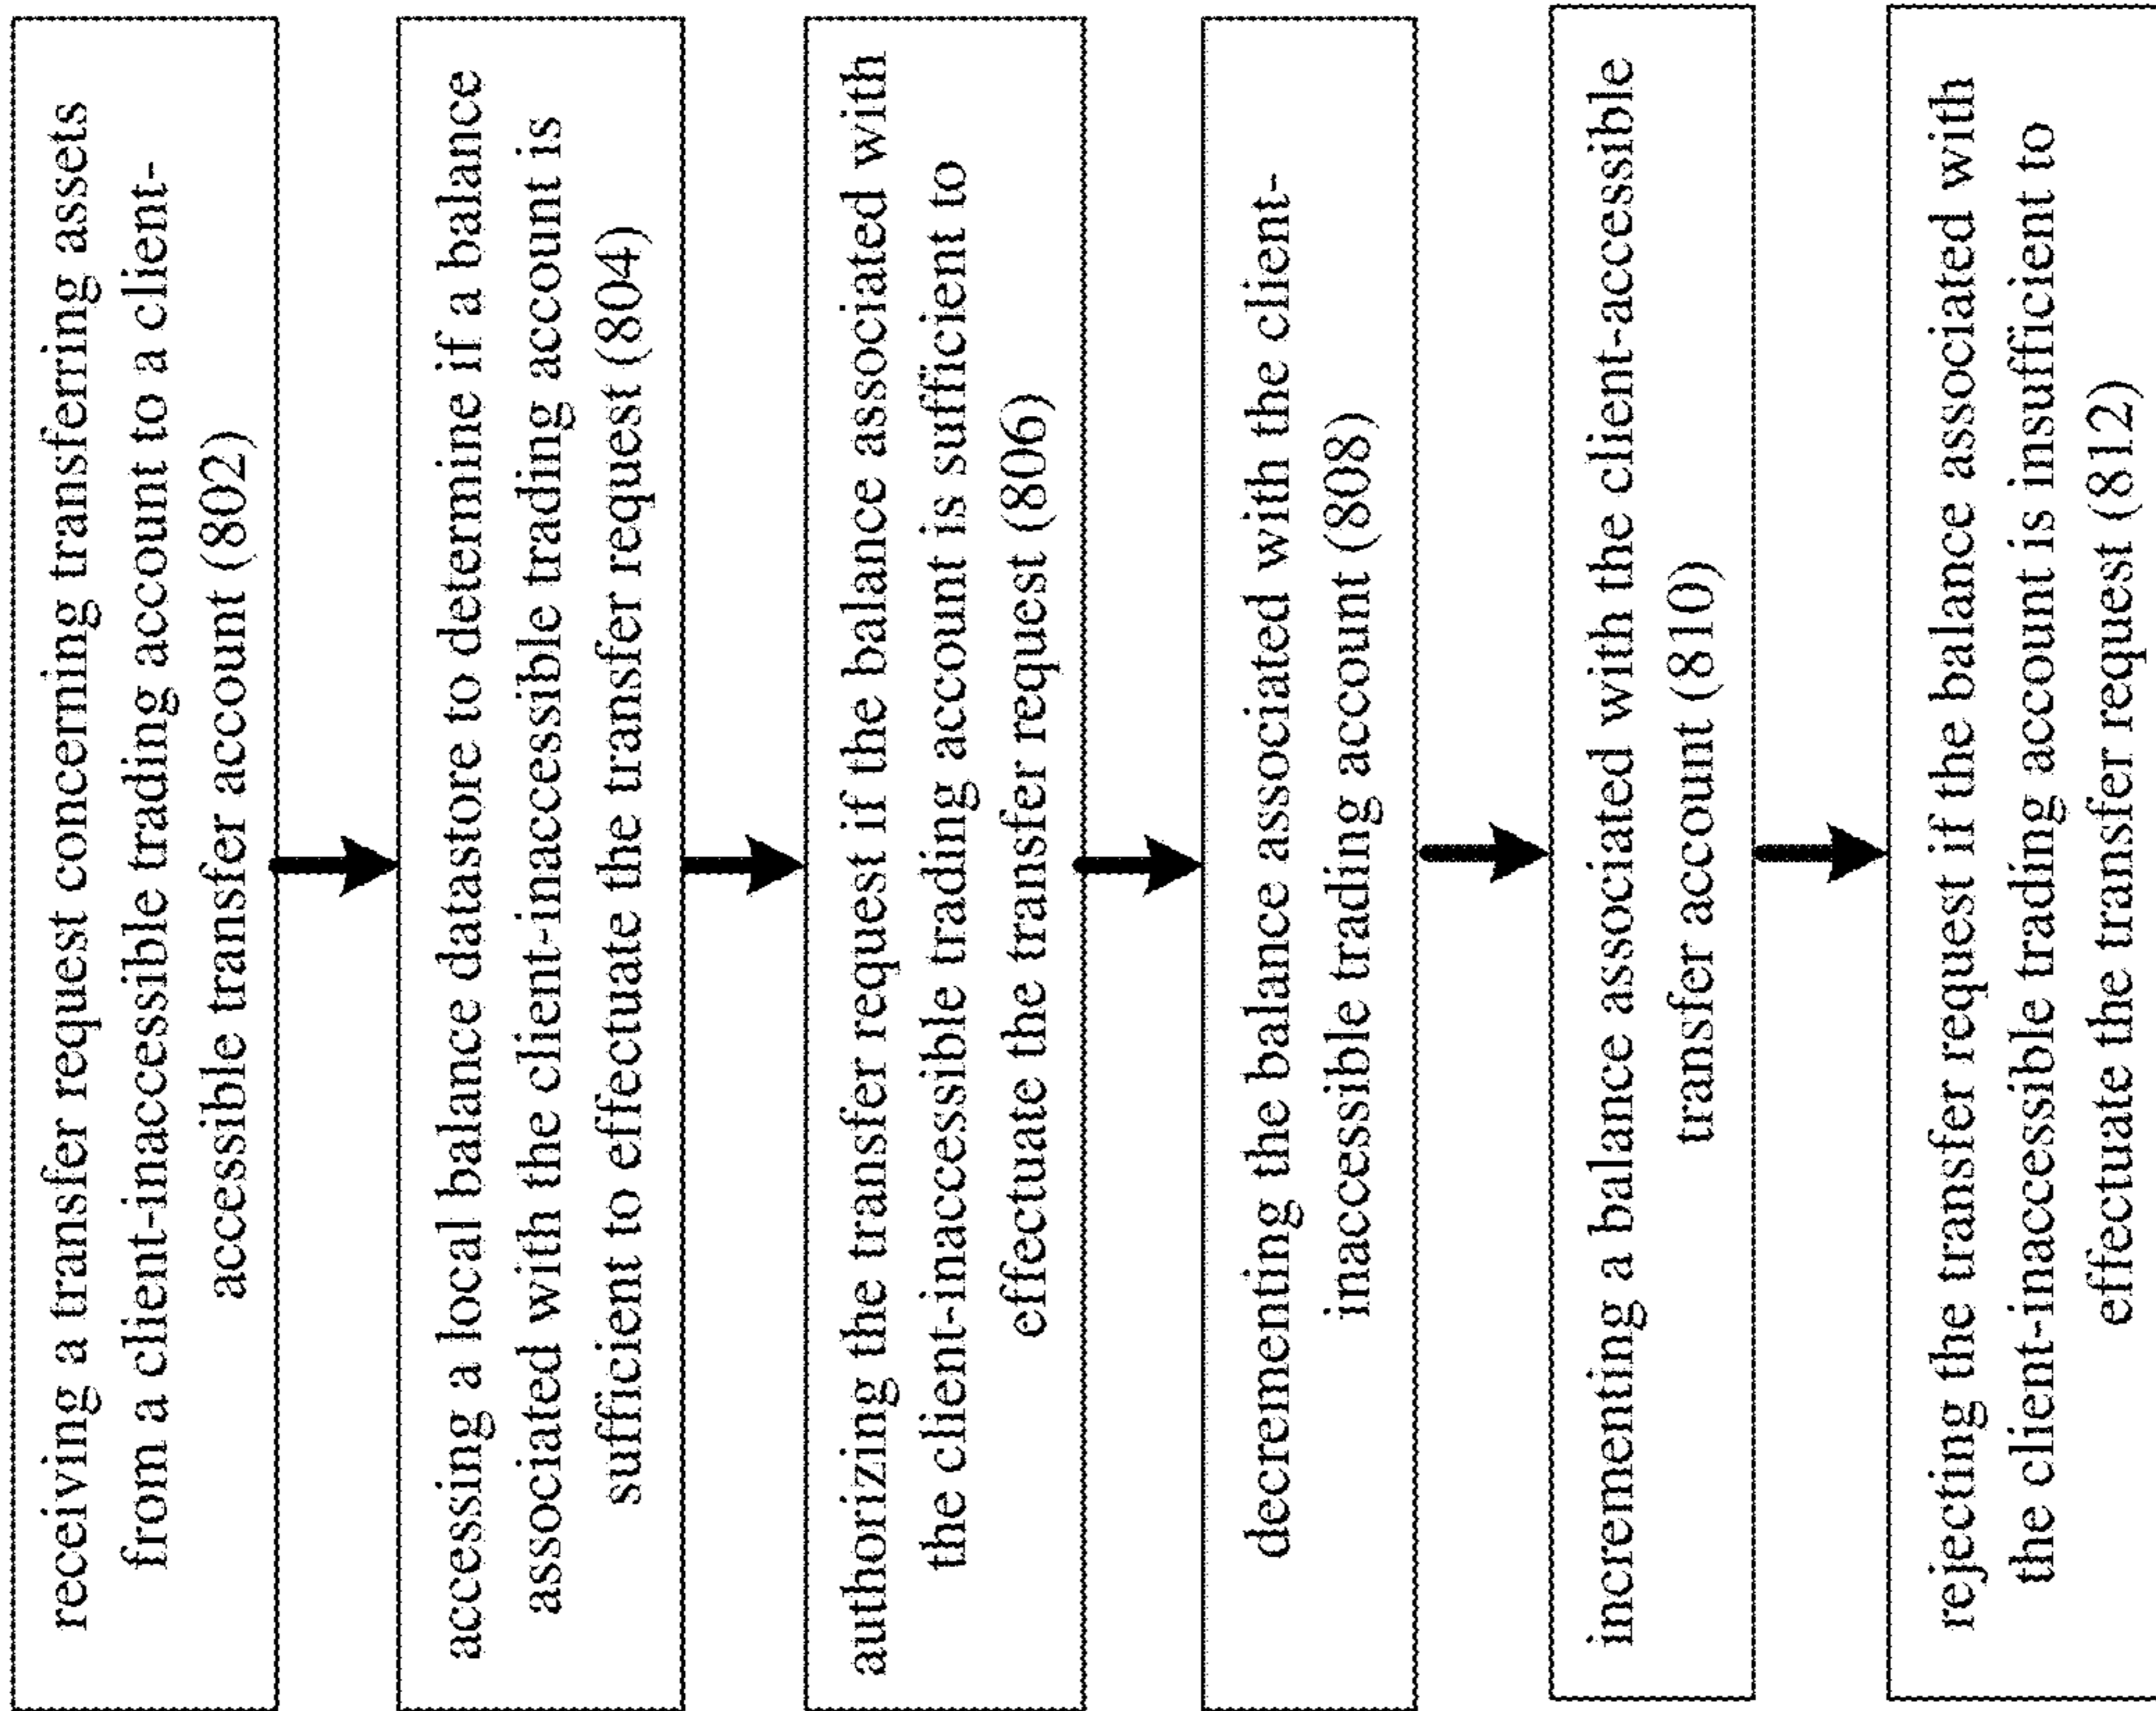 receiving a transfer request concerning transferring assets
from a client-inaccessible trading account to a client-
accessible transfer account (802)
accessing a local balance datastore to determine if a balance
associated with the client-inaccessible trading account is
sufficient to effectuate the transfer request (804)
authorizing the transfer request if the balance associated with
the client-inaccessible trading account is sufficient to
effectuate the transfer request (806)
decrementing the balance associated with the client-
inaccessible trading account (808)
incrementing a balance associated with the client-accessible
transfer account (810)
rejecting the transfer request if the balance associated with
the client-inaccessible trading account is insufficient to
effectuate the transfer request (812)